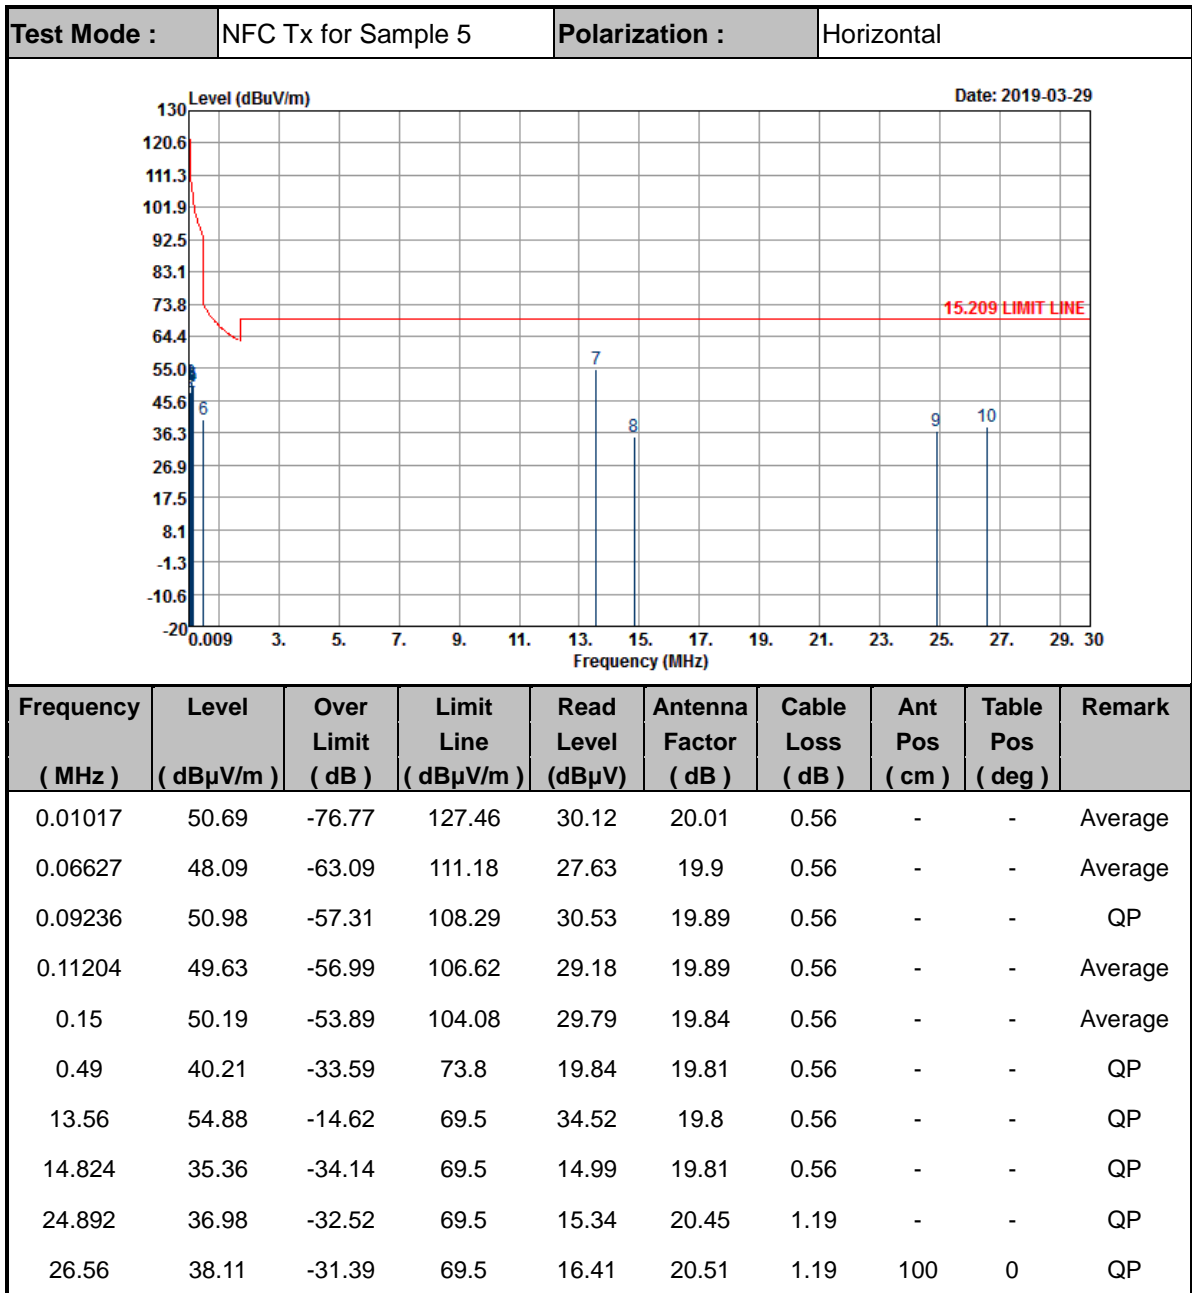 Test Mode : NFC Tx for Sample 5 Polarization : Horizontal
Level (dBuV/m) Date: 2019-03-29
130
120.6
111.3
101.9
92.5
83.1
73.8
15.209 LIMIT LINE
64.4
7
55.0
45.6
6
10
9
8
36.3
26.9
17.5
8.1
-1.3
-10.6
-20
0.009 3. 5. 7. 9. 11. 13. 15. 17. 19. 21. 23. 25. 27. 29. 30
Frequency (MHz)
Frequency Level Over Limit Read Antenna Cable Ant Table Remark
Limit Line Level Factor Loss Pos Pos
( MHz ) ( dBµV/m ) ( dB ) ( dBµV/m ) (dBµV) ( dB ) ( dB ) ( cm ) ( deg )
0.01017 50.69 -76.77 127.46 30.12 20.01 0.56 - - Average
0.06627 48.09 -63.09 111.18 27.63 19.9 0.56 - - Average
0.09236 50.98 -57.31 108.29 30.53 19.89 0.56 - - QP
0.11204 49.63 -56.99 106.62 29.18 19.89 0.56 - - Average
0.15 50.19 -53.89 104.08 29.79 19.84 0.56 - - Average
0.49 40.21 -33.59 73.8 19.84 19.81 0.56 - - QP
13.56 54.88 -14.62 69.5 34.52 19.8 0.56 - - QP
14.824 35.36 -34.14 69.5 14.99 19.81 0.56 - - QP
24.892 36.98 -32.52 69.5 15.34 20.45 1.19 - - QP
26.56 38.11 -31.39 69.5 16.41 20.51 1.19 100 0 QP